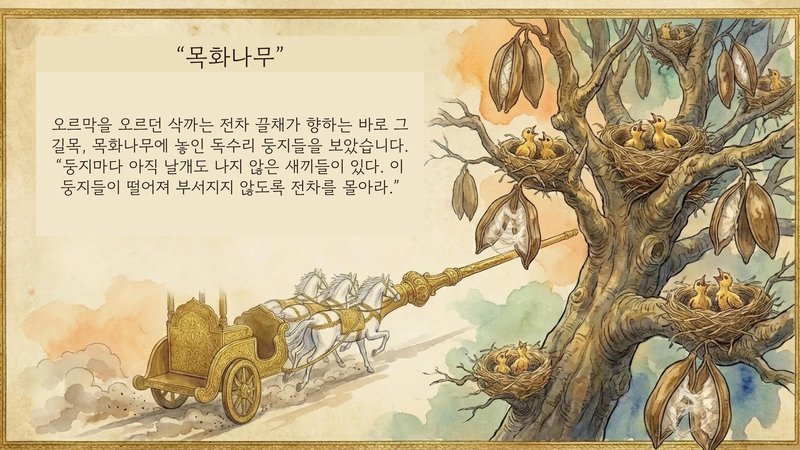 “목화나무”
오르막을 오르던 삭까는 전차 끌채가 향하는 바로 그
길목, 목화나무에 놓인 독수리 둥지들을 보았습니다.
“둥지마다 아직 날개도 나지 않은 새끼들이 있다. 이
둥지들이 떨어져 부서지지 않도록 전차를 몰아라.”